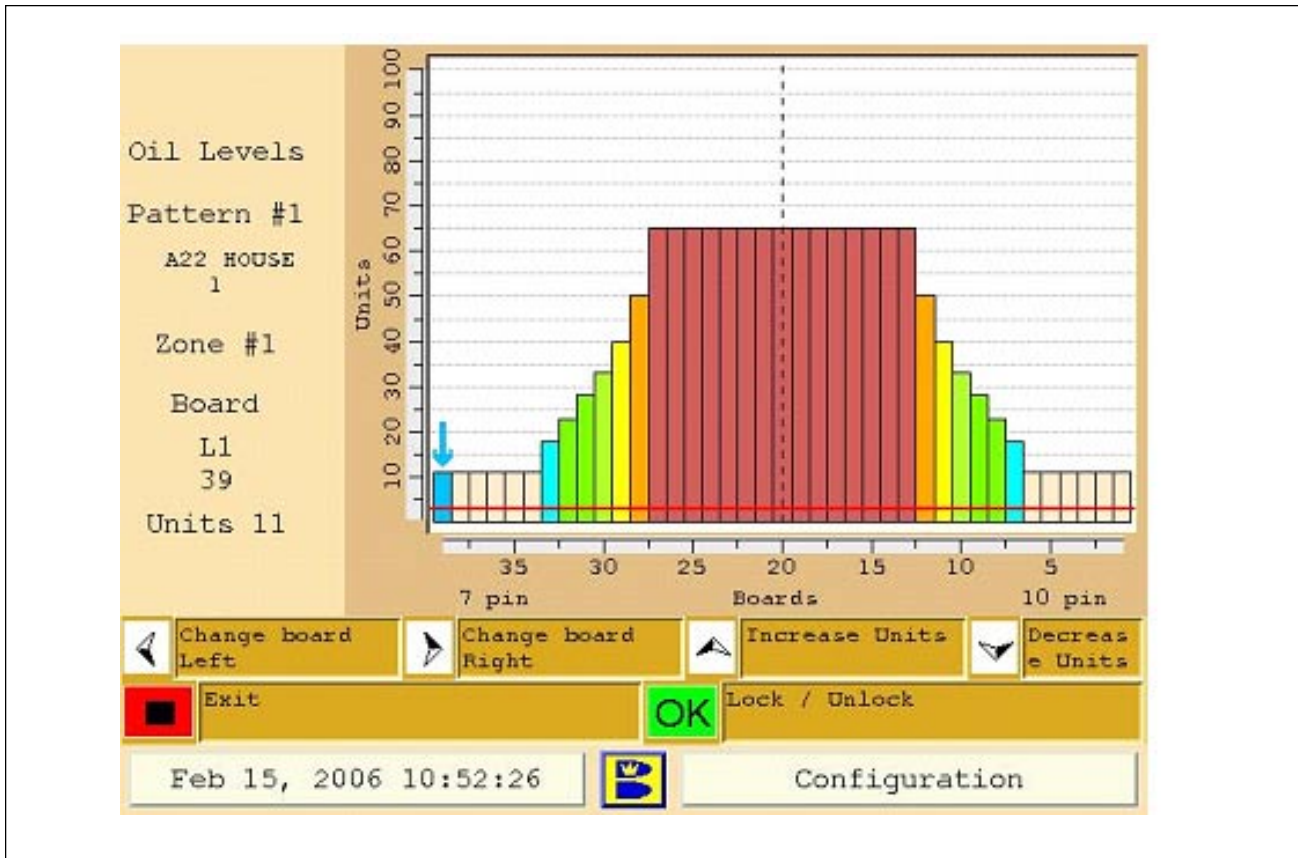 Oil Levels
Pattern #1
A22 HOUSE
1
Zone #1
Board
L1
39
Units 11
Units
100
90
80
70
60
50
40
30
20
10
35 30 25 20 15 10 5
7 pin Boards 10 pin
Change board
Left
Change board
Right
Increase Units
Decreas
e Units
Exit
OK
Lock / Unlock
Feb 15, 2006 10:52:26
Configuration